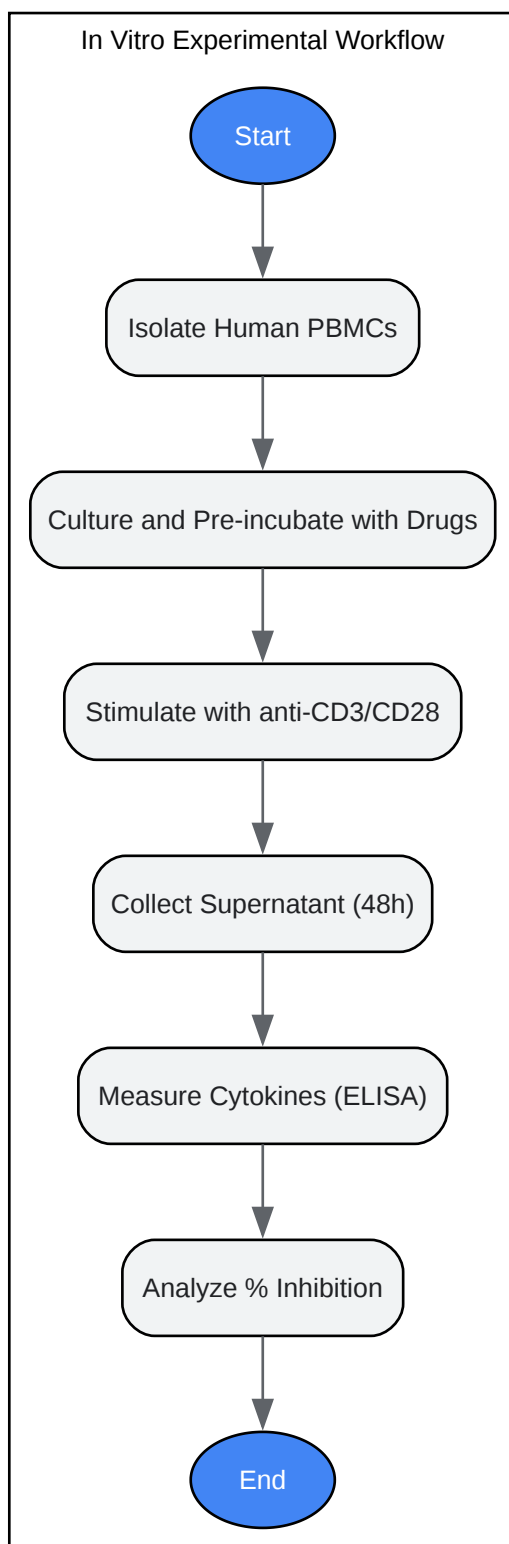 In Vitro Experimental Workflow
Start
Isolate Human PBMCs
Culture and Pre-incubate with Drugs
Stimulate with anti-CD3/CD28
Collect Supernatant (48h)
Measure Cytokines (ELISA)
Analyze % Inhibition
End